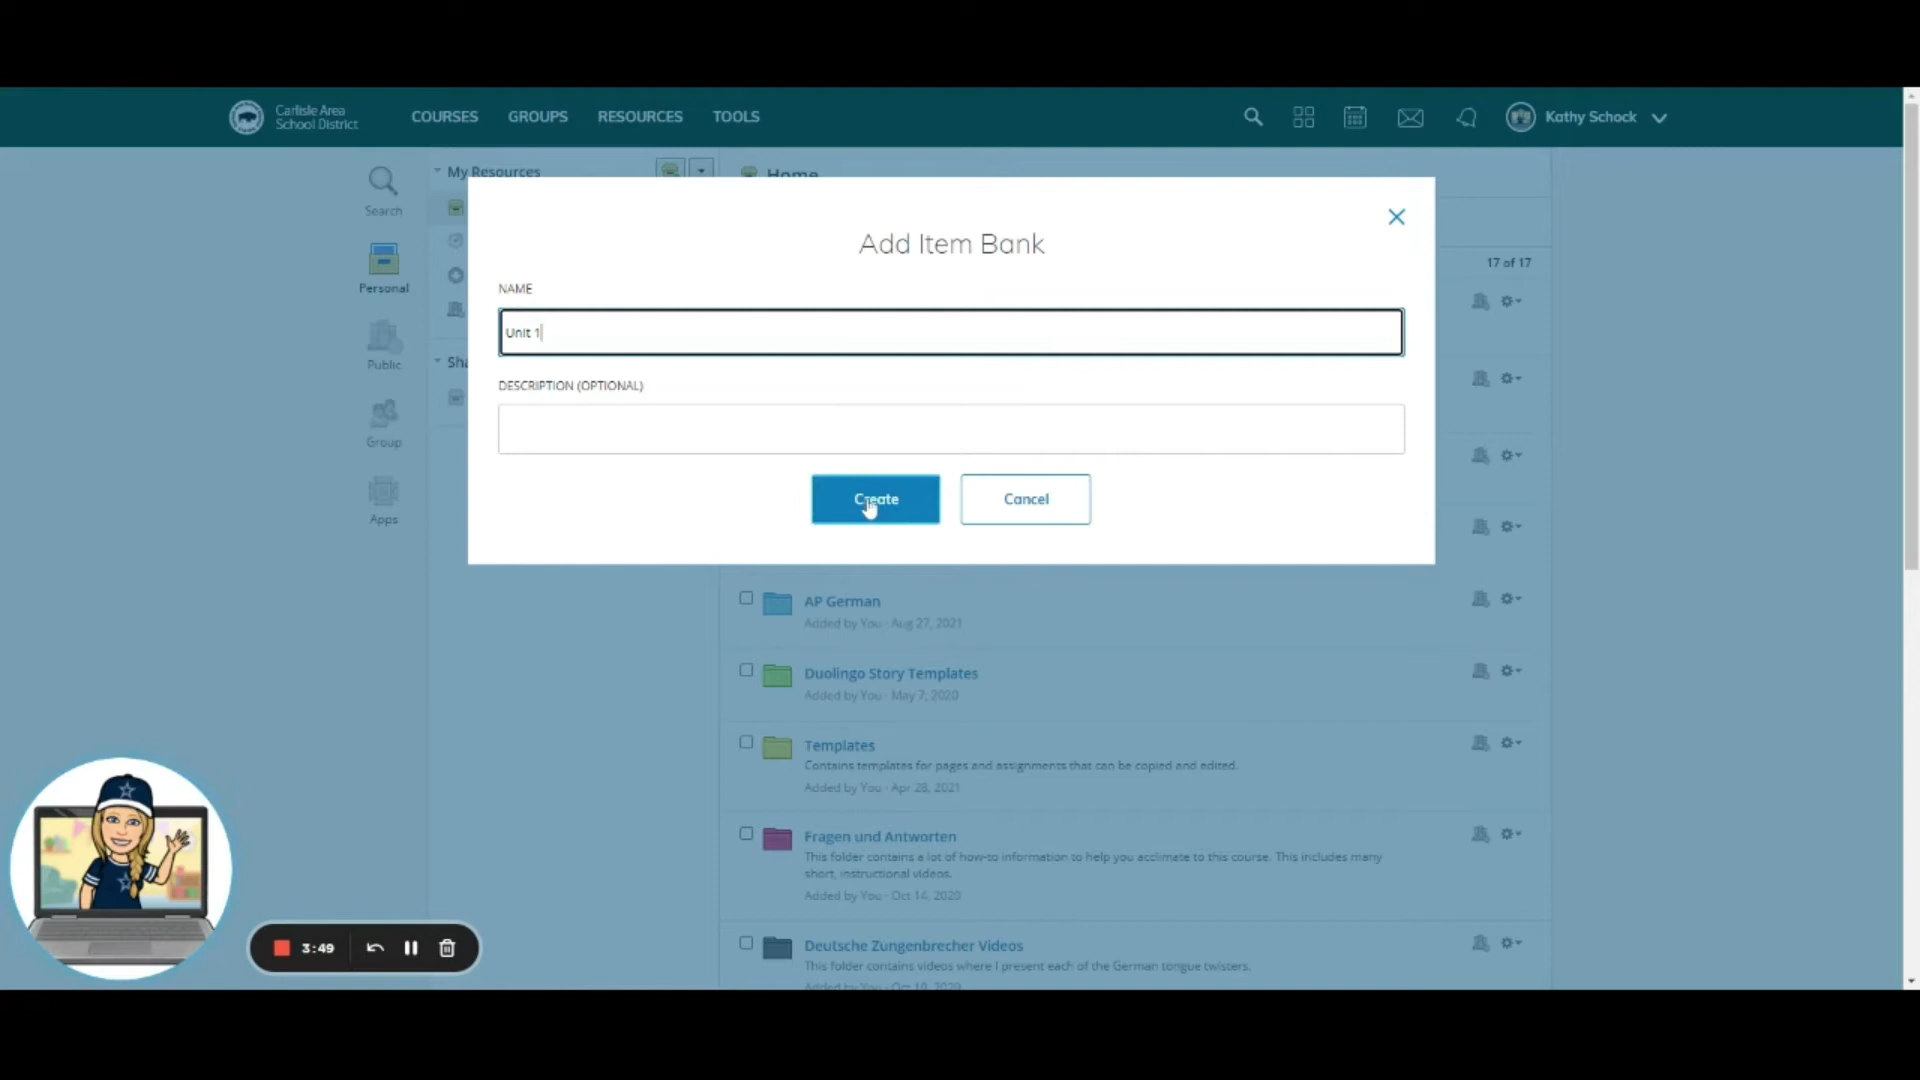 Carlisle Area
School District
COURSES
GROUPS
RESOURCES
TOOLS
Kathy Schock
Search
Personal
Public
Group
Apps
My Resources
Home
17 of 17
Add Item Bank
NAME
Unit 1
DESCRIPTION (OPTIONAL)
Create
Cancel
AP German
Added by You · Aug 27, 2021
Duolingo Story Templates
Added by You · May 7, 2020
Templates
Contains templates for pages and assignments that can be copied and edited.
Added by You · Apr 28, 2021
Fragen und Antworten
This folder contains a lot of how-to information to help you acclimate to this course. This includes many
short, instructional videos.
Added by You · Oct 14, 2020
Deutsche Zungenbrecher Videos
This folder contains videos where I present each of the German tongue twisters.
3:49